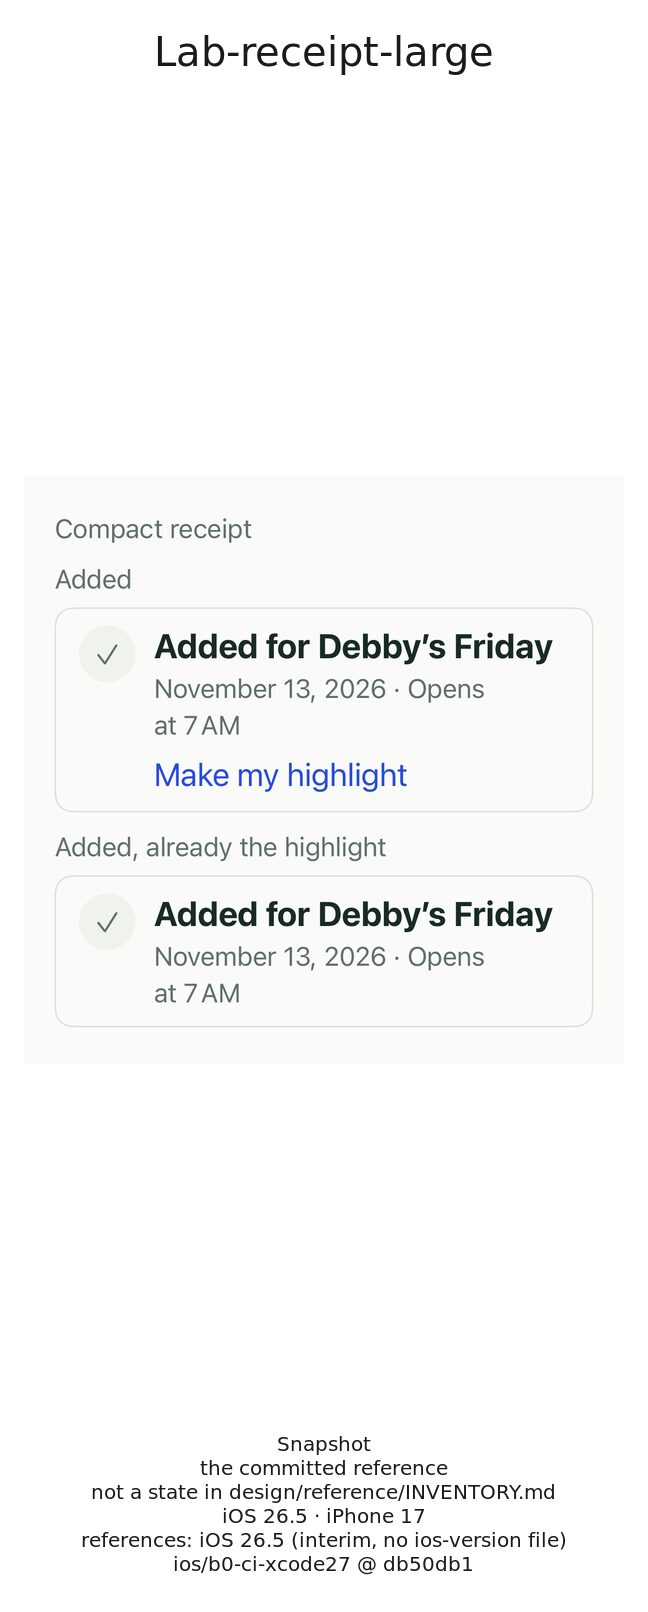 Lab-receipt-large
Compact receipt
Added
Added for Debby’s Friday
November 13, 2026 · Opens
at 7 AM
Make my highlight
Added, already the highlight
Added for Debby’s Friday
November 13, 2026 · Opens
at 7 AM
Snapshot
the committed reference
not a state in design/reference/INVENTORY.md
iOS 26.5 · iPhone 17
references: iOS 26.5 (interim, no ios-version file)
ios/b0-ci-xcode27 @ db50db1